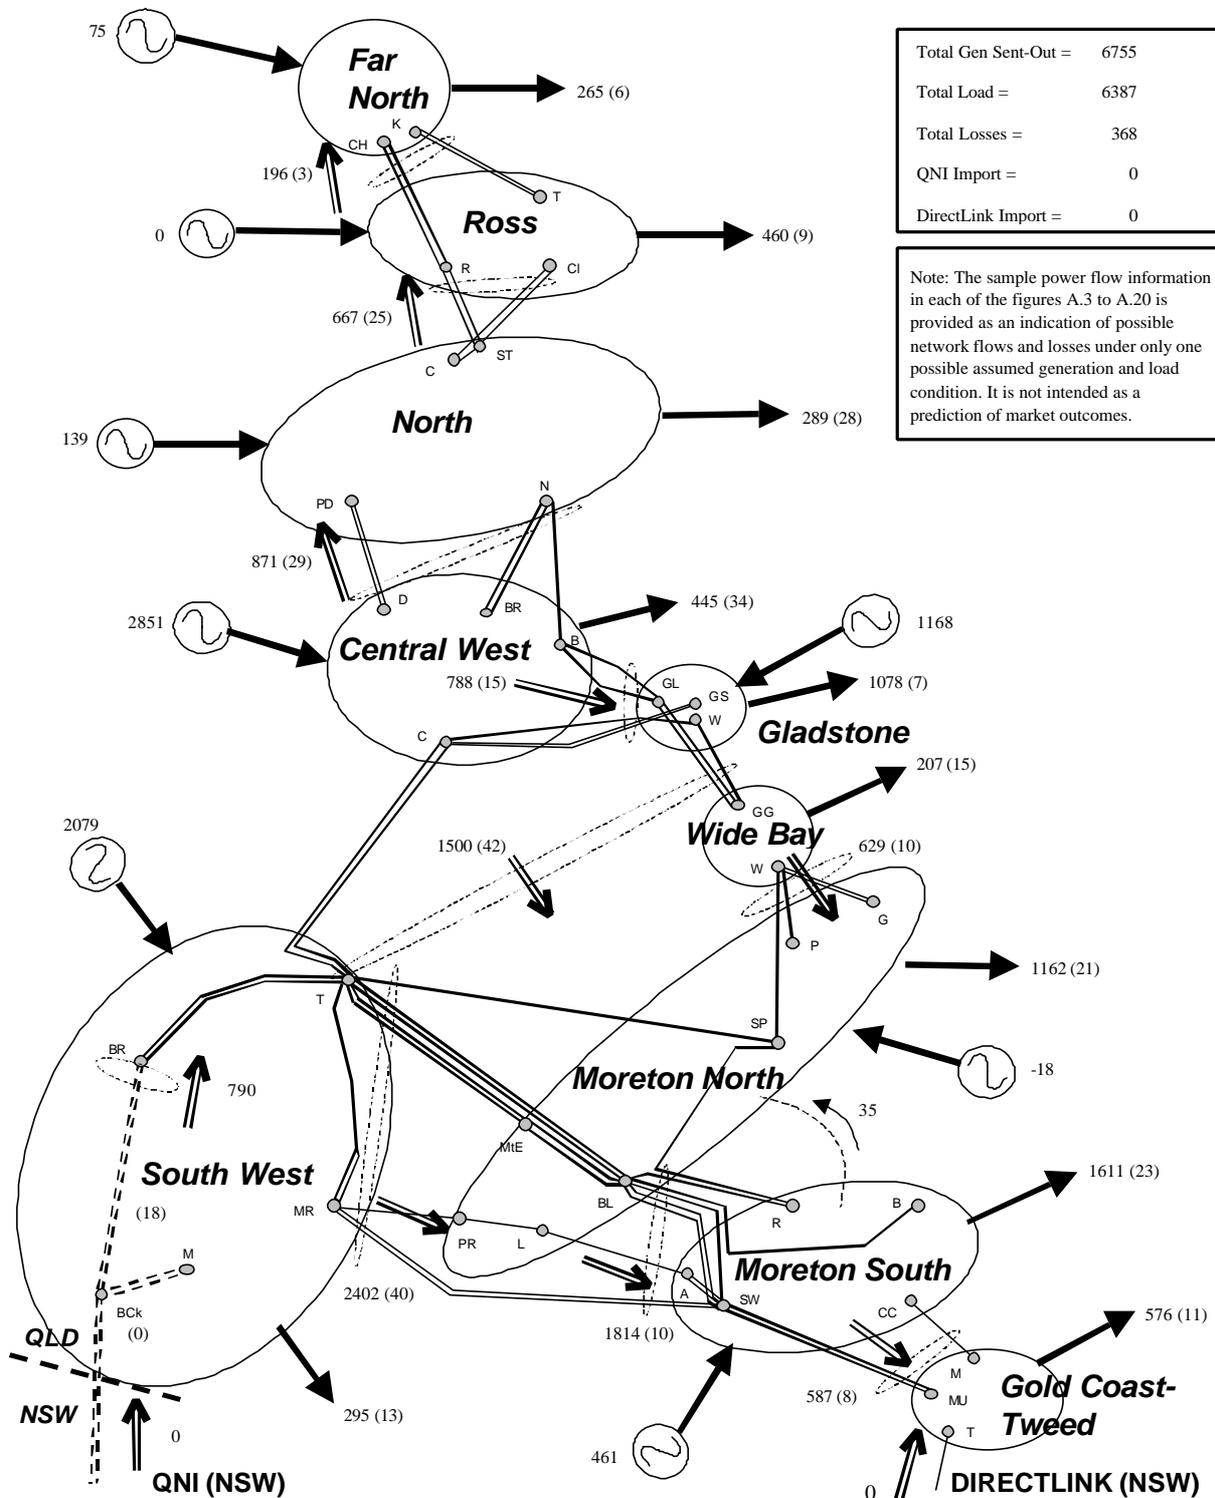 75
Far
North
265 (6)
K
CH
196 (3)
T
0
Ross
460 (9)
R
CI
667 (25)
ST
C
Total Gen Sent-Out = 6755
Total Load = 6387
Total Losses = 368
QNI Import = 0
DirectLink Import = 0
Note: The sample power flow information
in each of the figures A.3 to A.20 is
provided as an indication of possible
network flows and losses under only one
possible assumed generation and load
condition. It is not intended as a
prediction of market outcomes.
North
289 (28)
139
N
PD
871 (29)
D
BR
445 (34)
2851
1168
B
Central West
788 (15)
GL
GS
1078 (7)
W
Gladstone
C
207 (15)
GG
2079
Wide Bay
1500 (42)
629 (10)
W
G
P
1162 (21)
T
SP
BR
Moreton North
-18
790
35
MtE
South West
1611 (23)
BL
(18)
MR
R
B
PR
L
M
Moreton South
2402 (40)
A
SW
BCk
(0)
1814 (10)
CC
576 (11)
QLD
M
587 (8)
MU
Gold Coast-
Tweed
NSW
295 (13)
0
T
461
QNI (NSW)
0
DIRECTLINK (NSW)